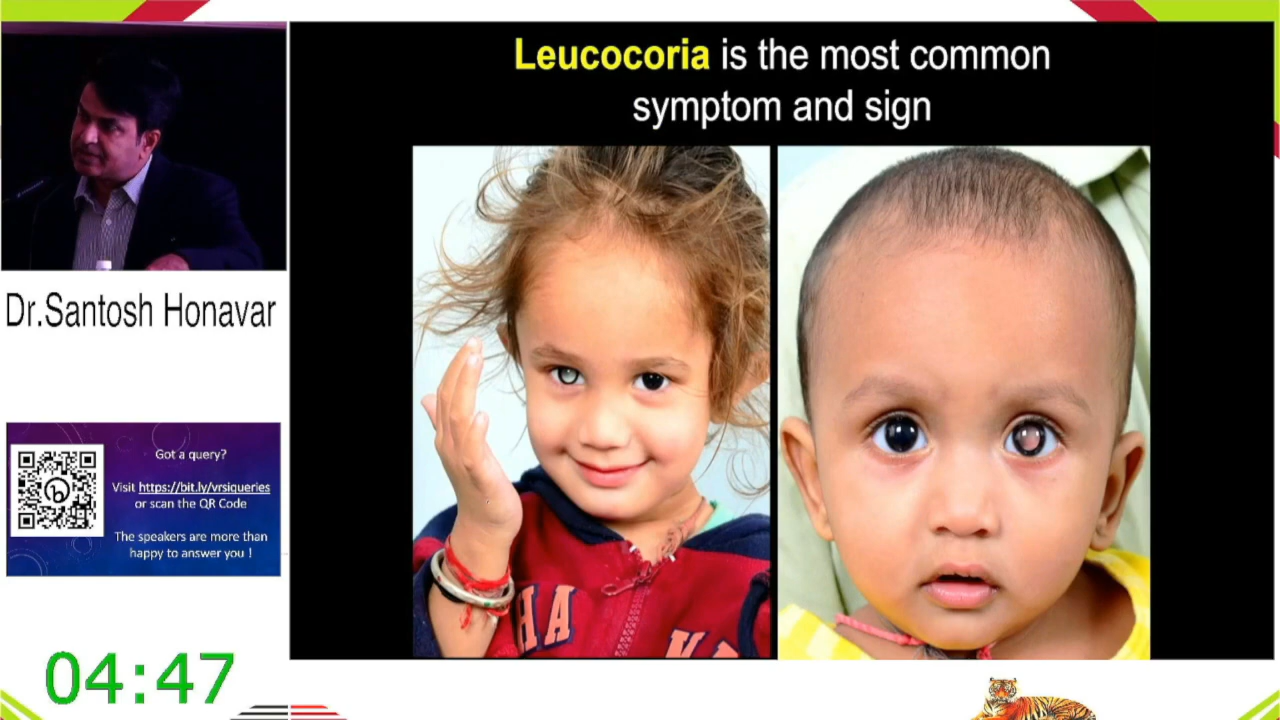 Leucocoria is the most common
symptom and sign
Dr.Santosh Honavar
Got a query?
Visit https://bit.ly/vrsiqueries
or scan the QR Code
The speakers are more than
happy to answer you !
HA
04:47